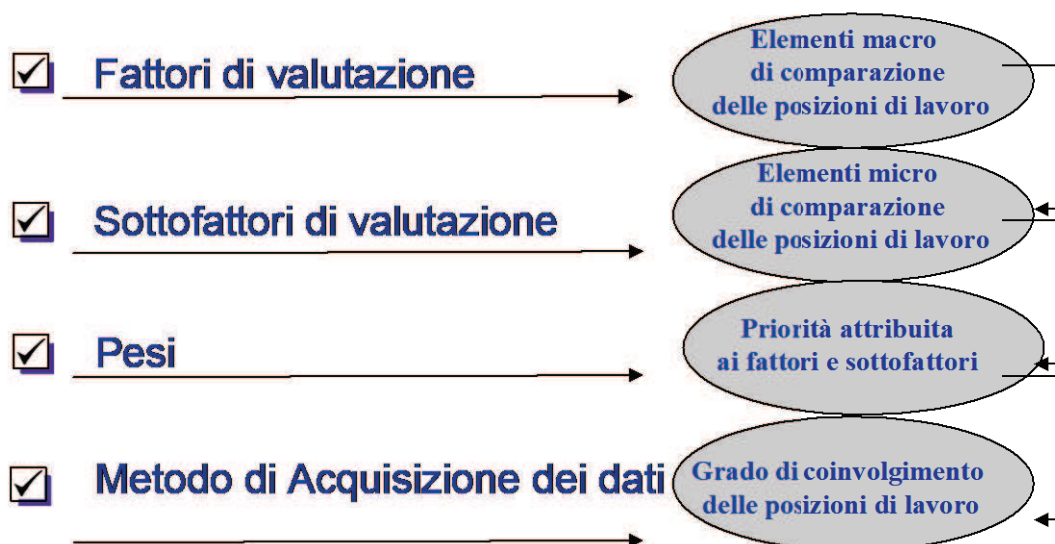 Fattori di valutazione
Elementi macro
di comparazione
delle posizioni di lavoro
Sottofattori di valutazione
Elementi micro
di comparazione
delle posizioni di lavoro
Pesi
Priorità attribuita
ai fattori e sottofattori
Metodo di Acquisizione dei dati
Grado di coinvolgimento
delle posizioni di lavoro